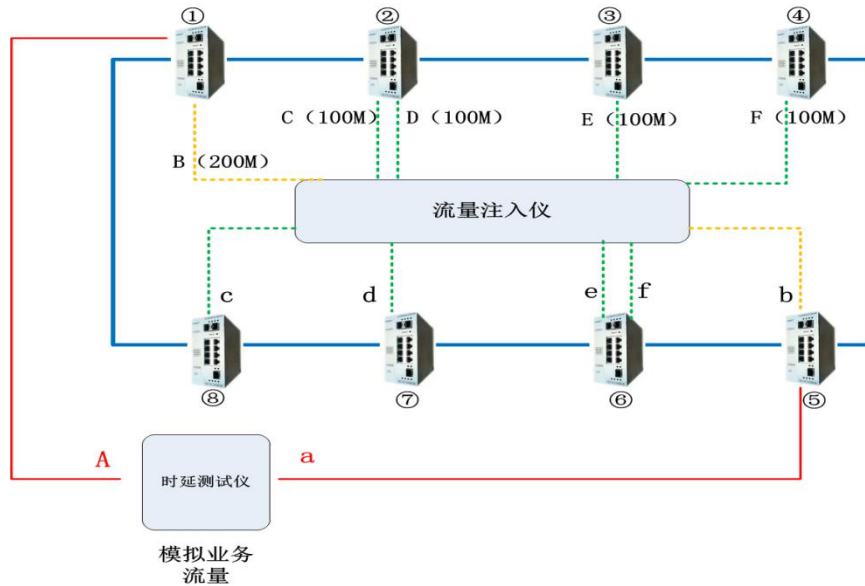 ① ② ③ ④
C（100M） D（100M） E（100M） F（100M）
B（200M）
流量注入仪
c d e f b
⑧ ⑦ ⑥ ⑤
A a
时延测试仪
模拟业务
流量